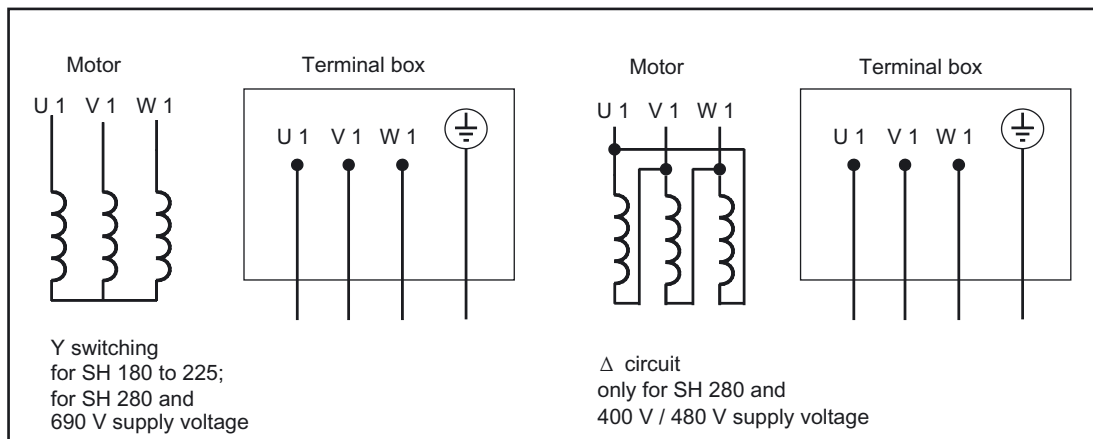 Motor
Terminal box
U 1 V 1 W 1
U 1 V 1 W 1
Y switching
for SH 180 to 225;
for SH 280 and
690 V supply voltage
Motor
Terminal box
U 1 V 1 W 1
U 1 V 1 W 1
Δ circuit
only for SH 280 and
400 V / 480 V supply voltage